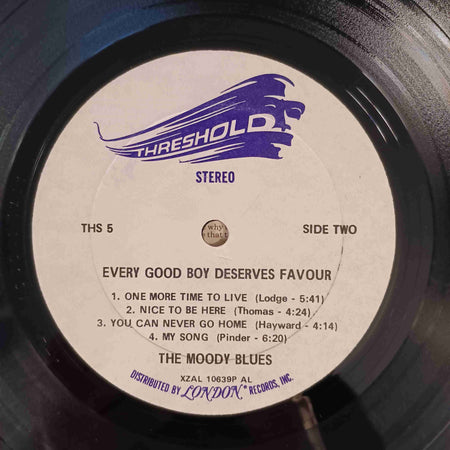 THRESHOLD
STEREO
THS 5
SIDE TWO
why
that t
EVERY GOOD BOY DESERVES FAVOUR
1. ONE MORE TIME TO LIVE (Lodge - 5:41)
2. NICE TO BE HERE (Thomas - 4:24)
3. YOU CAN NEVER GO HOME (Hayward - 4:14)
4. MY SONG (Pinder - 6:20)
THE MOODY BLUES
XZAL 10639P AL
DISTRIBUTED BY LONDON® RECORDS, INC.